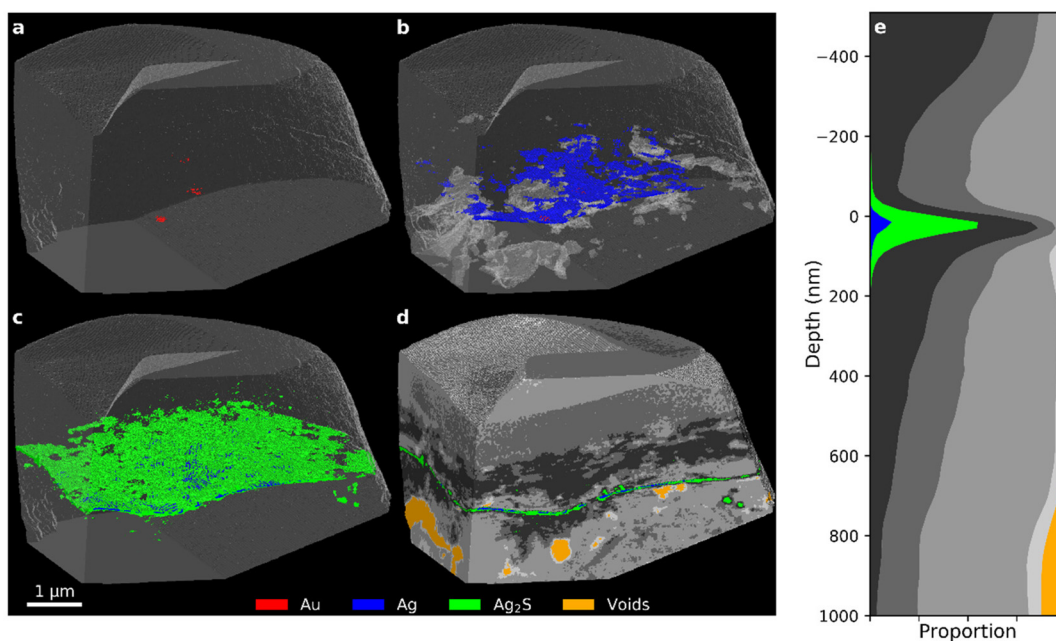 a
b
c
d
1 μm
Au
Ag
Ag₂S
Voids
e
Depth (nm)
−400
−200
0
200
400
600
800
1000
Proportion